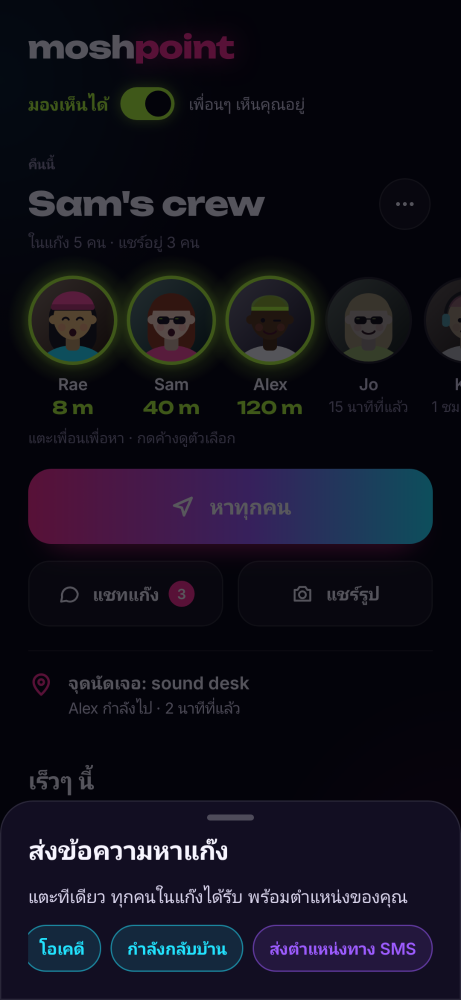 moshpoint
มองเห็นได้ เพื่อนๆ เห็นคุณอยู่
คืนนี้
Sam's crew
ในแก๊ง 5 คน · แชร์อยู่ 3 คน
Rae Sam Alex Jo
8 m 40 m 120 m 15 นาทีที่แล้ว 1 ชม
แตะเพื่อนเพื่อหา · กดค้างดูตัวเลือก
หาทุกคน
แชทแก๊ง 3 แชร์รูป
จุดนัดเจอ: sound desk
Alex กำลังไป · 2 นาทีที่แล้ว
เร็วๆ นี้
ส่งข้อความหาแก๊ง
แตะทีเดียว ทุกคนในแก๊งได้รับ พร้อมตำแหน่งของคุณ
โอเคดี กำลังกลับบ้าน ส่งตำแหน่งทาง SMS